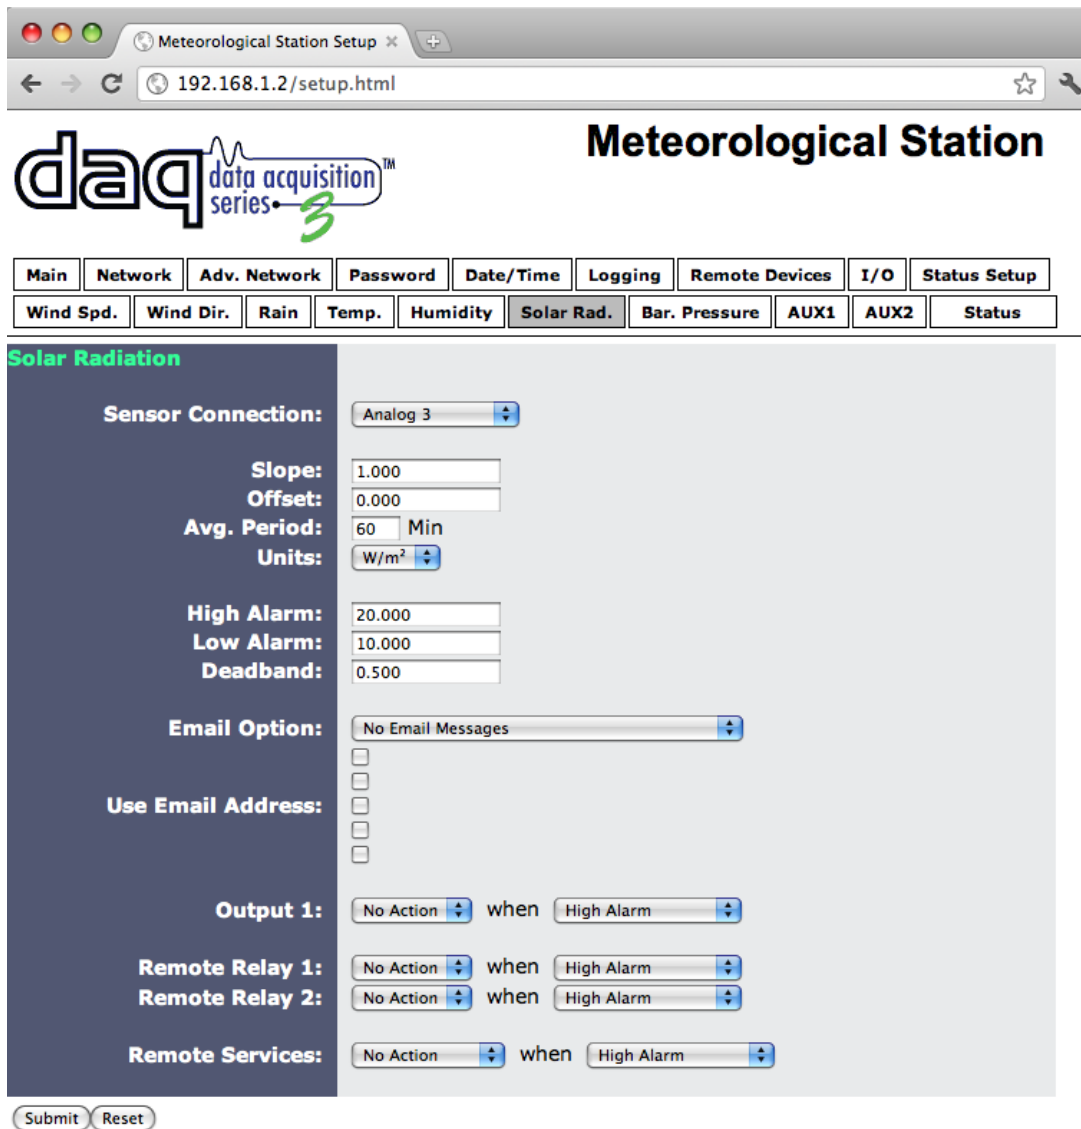 Meteorological Station Setup
192.168.1.2/setup.html
daq data acquisition series 3 TM
Meteorological Station
Main Network Adv. Network Password Date/Time Logging Remote Devices I/O Status Setup
Wind Spd. Wind Dir. Rain Temp. Humidity Solar Rad. Bar. Pressure AUX1 AUX2 Status
Solar Radiation
Sensor Connection: Analog 3
Slope: 1.000
Offset: 0.000
Avg. Period: 60 Min
Units: W/m²
High Alarm: 20.000
Low Alarm: 10.000
Deadband: 0.500
Email Option: No Email Messages
Use Email Address:
Output 1: No Action when High Alarm
Remote Relay 1: No Action when High Alarm
Remote Relay 2: No Action when High Alarm
Remote Services: No Action when High Alarm
Submit Reset